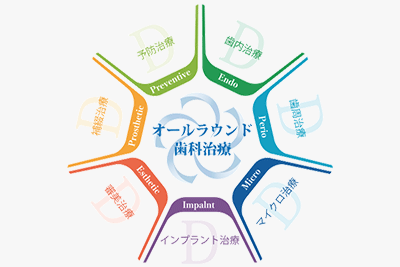 オールラウンド
歯科治療
予防治療
Preventive
D
歯内治療
Endo
D
歯周治療
Perio
D
マイクロ治療
Micro
D
インプラント治療
Impalnt
D
審美治療
Esthetic
D
補綴治療
Prosthetic
D